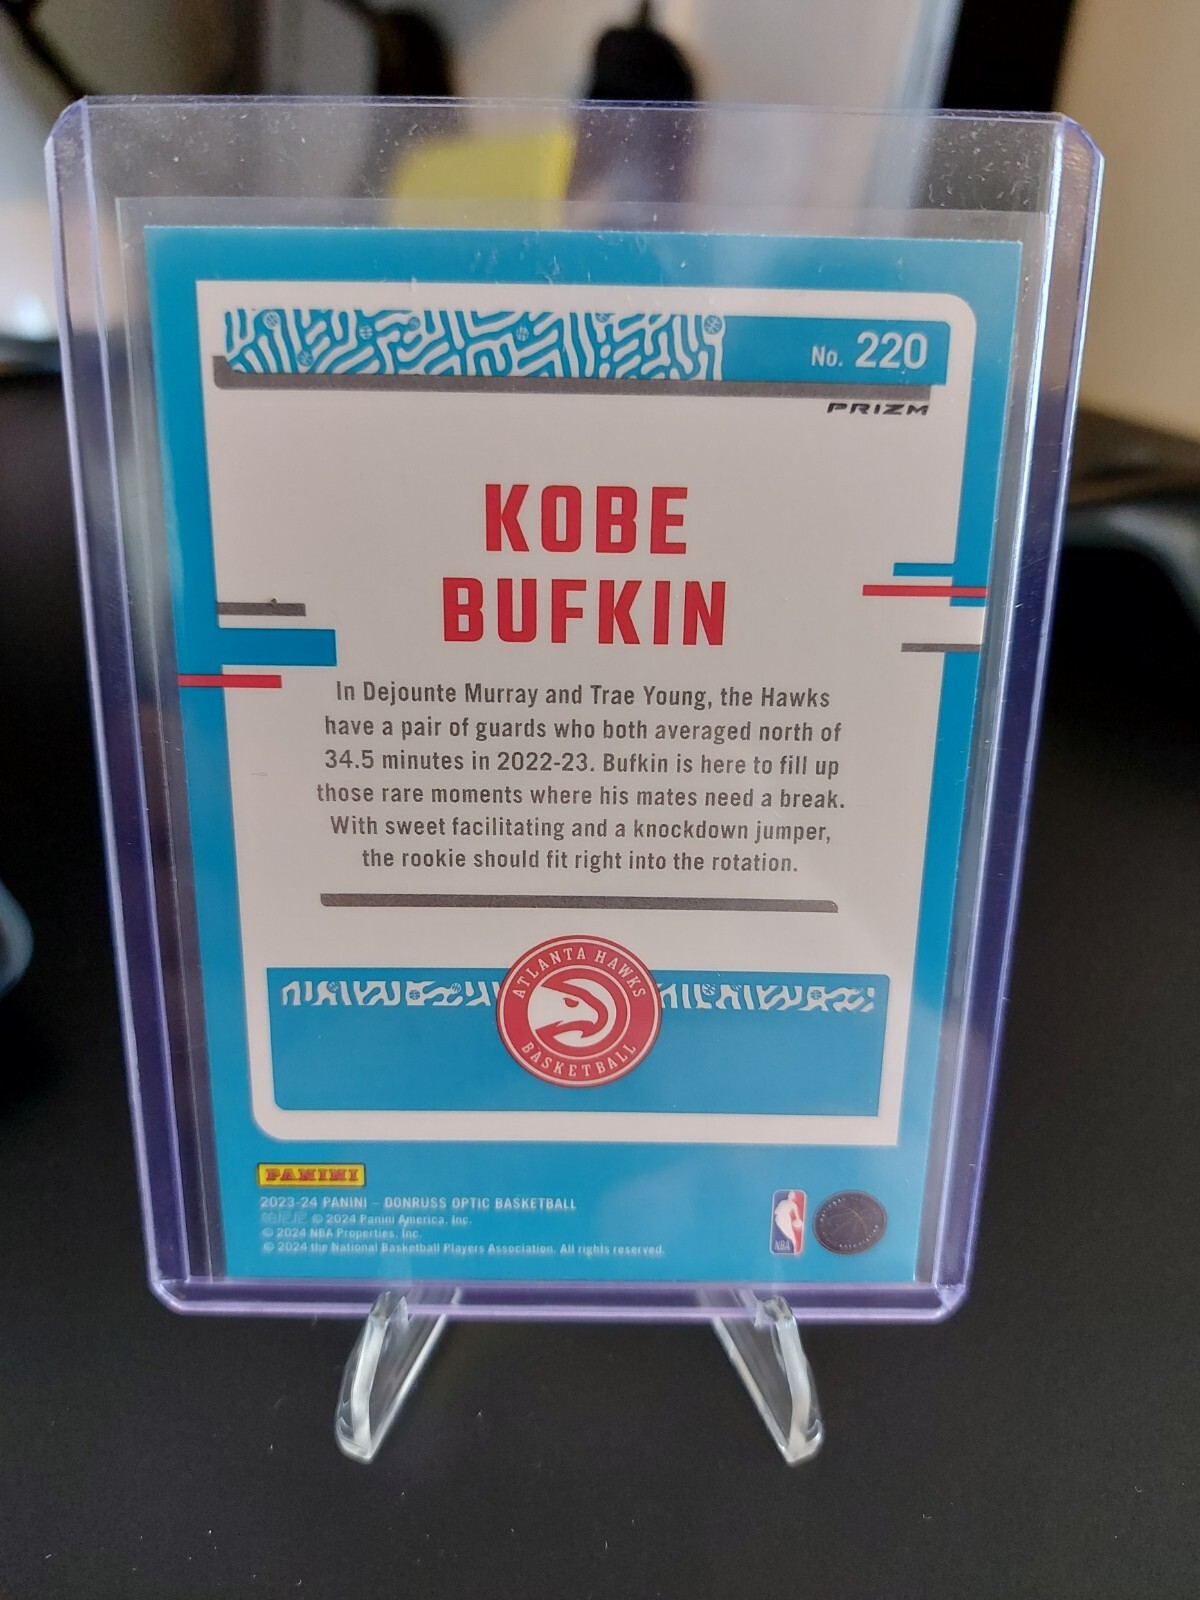 No. 220
PRIZM
KOBE
BUFKIN
In Dejounte Murray and Trae Young, the Hawks
have a pair of guards who both averaged north of
34.5 minutes in 2022-23. Bufkin is here to fill up
those rare moments where his mates need a break.
With sweet facilitating and a knockdown jumper,
the rookie should fit right into the rotation.
ATLANTA HAWKS
BASKETBALL
PANINI
2023-24 PANINI – DONRUSS OPTIC BASKETBALL
帕尼尼 © 2024 Panini America, Inc.
© 2024 NBA Properties, Inc.
© 2024 the National Basketball Players Association. All rights reserved.
NBA